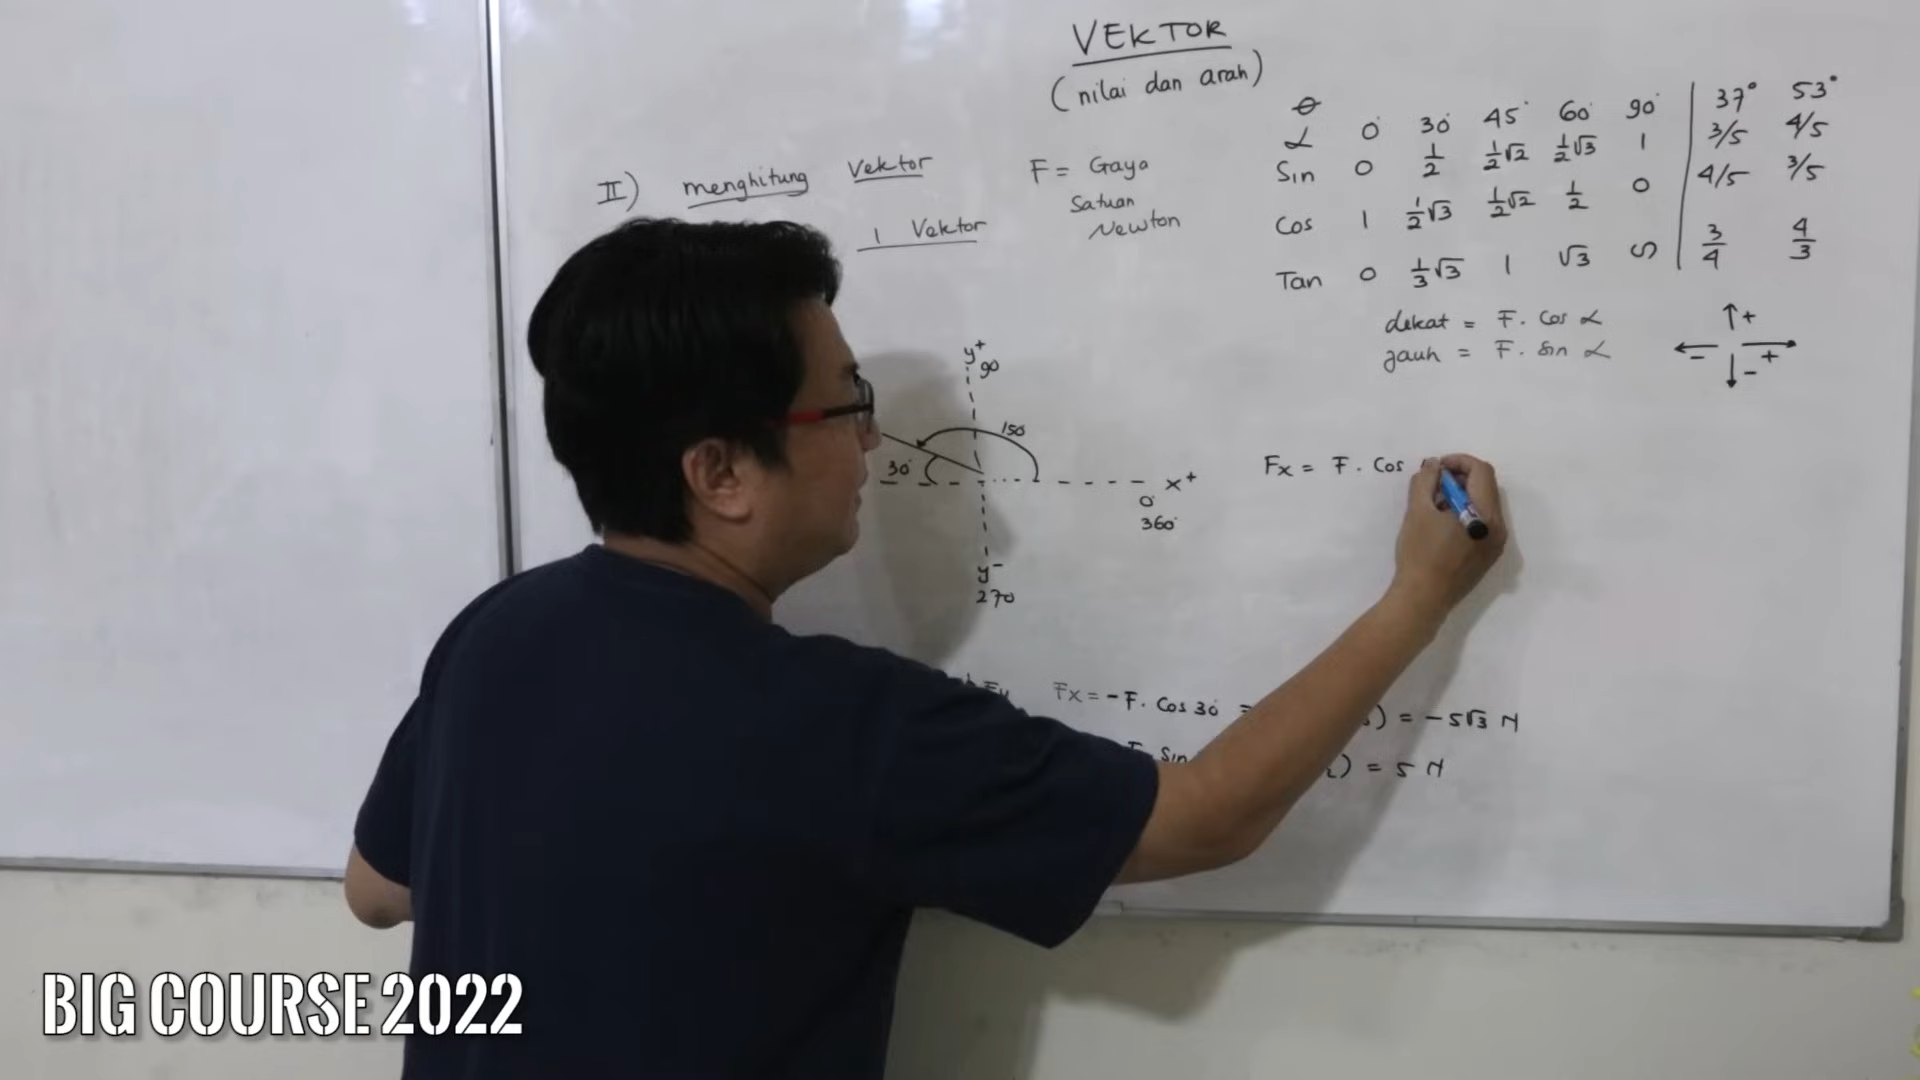 VEKTOR
(nilai dan arah)
II) menghitung Vektor
1 Vektor
F = Gaya
Satuan
Newton
θ
α 0° 30° 45° 60° 90° 37° 53°
Sin 0 1/2 1/2√2 1/2√3 1 3/5 4/5
Cos 1 1/2√3 1/2√2 1/2 0 4/5 3/5
Tan 0 1/3√3 1 √3 ∽ 3/4 4/3
dekat = F. Cos α
jauh = F. Sin α
↑+
← - → +
↓-
y+
90°
150°
30°
x+
0°
360°
y-
270°
Fx = F. Cos
Fx = -F. Cos 30° =
) = -5√3 N
Sin
) = 5 N
BIG COURSE 2022